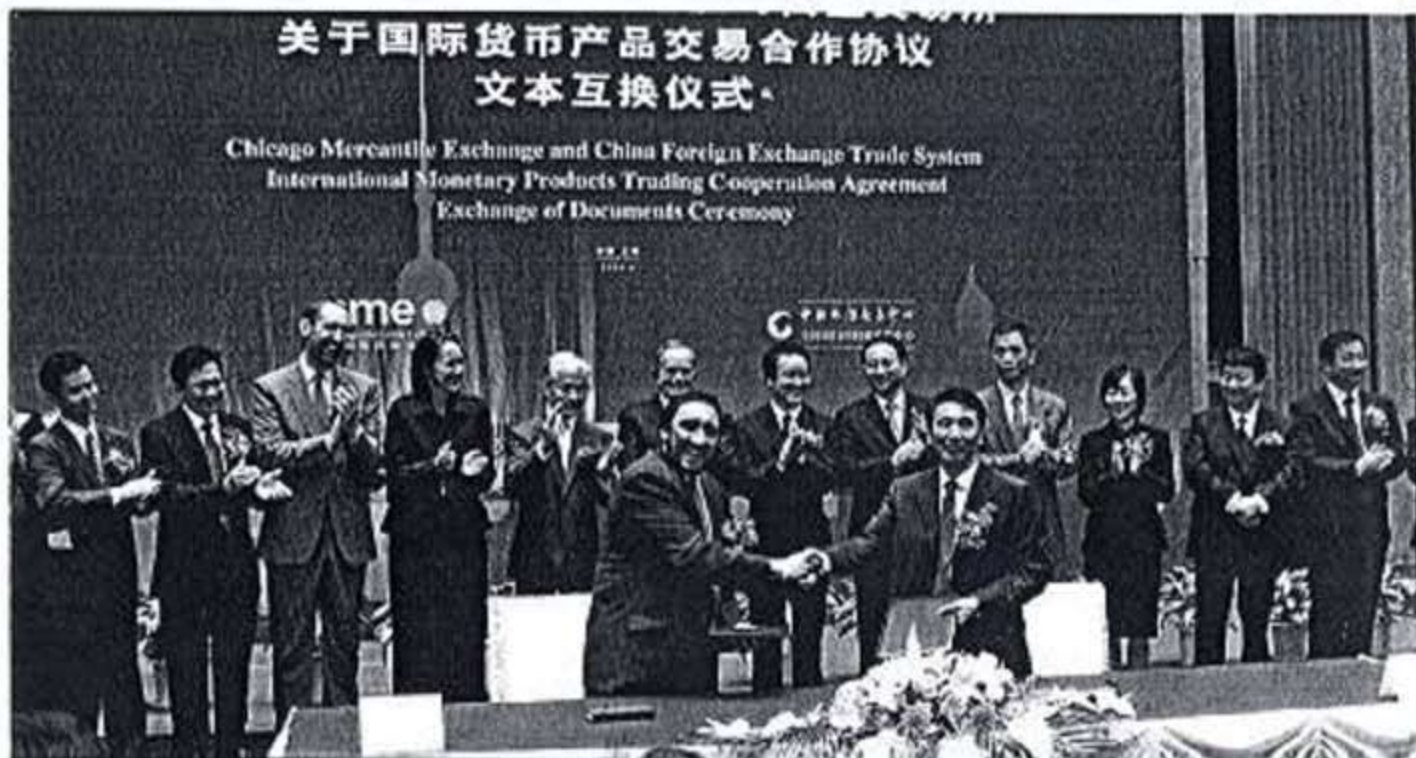 关于国际货币产品交易合作协议
文本互换仪式
Chicago Mercantile Exchange and China Foreign Exchange Trade System
International Monetary Products Trading Cooperation Agreement
Exchange of Documents Ceremony
me